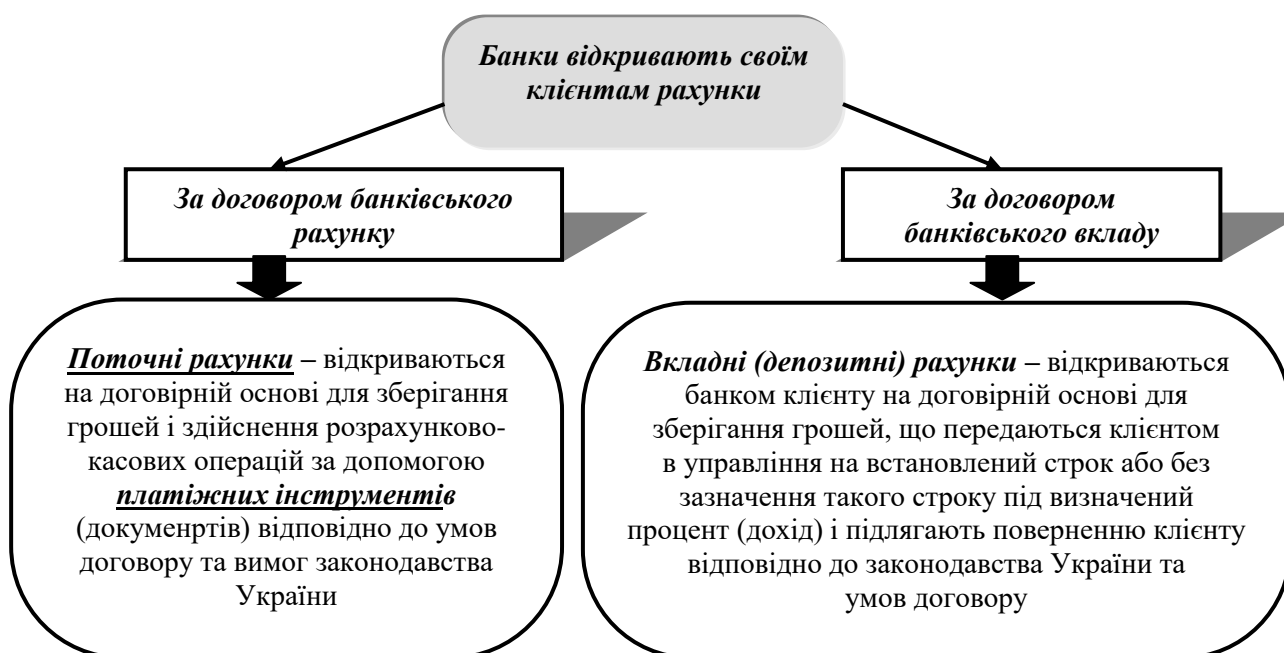 Банки відкривають своїм
клієнтам рахунки
За договором банківського
рахунку
За договором
банківського вкладу
Поточні рахунки – відкриваються
на договірній основі для зберігання
грошей і здійснення розрахунково-
касових операцій за допомогою
платіжних інструментів
(докуменртів) відповідно до умов
договору та вимог законодавства
України
Вкладні (депозитні) рахунки – відкриваються
банком клієнту на договірній основі для
зберігання грошей, що передаються клієнтом
в управління на встановлений строк або без
зазначення такого строку під визначений
процент (дохід) і підлягають поверненню клієнту
відповідно до законодавства України та
умов договору